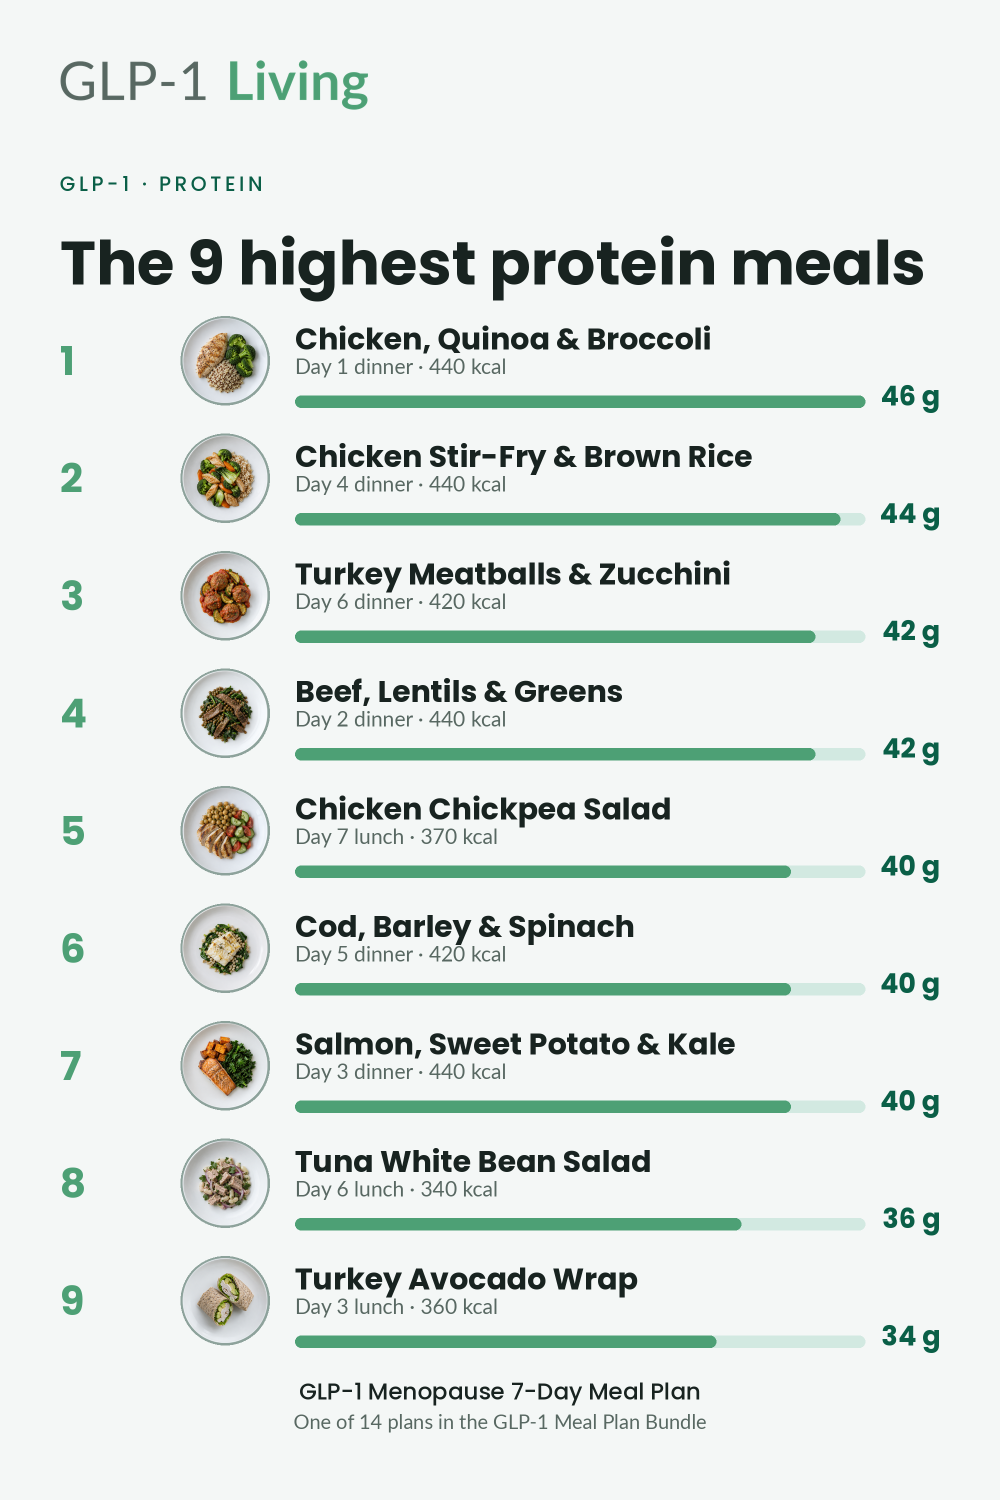 GLP-1 Living
GLP-1 · PROTEIN
The 9 highest protein meals
1
Chicken, Quinoa & Broccoli
Day 1 dinner · 440 kcal
46 g
2
Chicken Stir-Fry & Brown Rice
Day 4 dinner · 440 kcal
44 g
3
Turkey Meatballs & Zucchini
Day 6 dinner · 420 kcal
42 g
4
Beef, Lentils & Greens
Day 2 dinner · 440 kcal
42 g
5
Chicken Chickpea Salad
Day 7 lunch · 370 kcal
40 g
6
Cod, Barley & Spinach
Day 5 dinner · 420 kcal
40 g
7
Salmon, Sweet Potato & Kale
Day 3 dinner · 440 kcal
40 g
8
Tuna White Bean Salad
Day 6 lunch · 340 kcal
36 g
9
Turkey Avocado Wrap
Day 3 lunch · 360 kcal
34 g
GLP-1 Menopause 7-Day Meal Plan
One of 14 plans in the GLP-1 Meal Plan Bundle